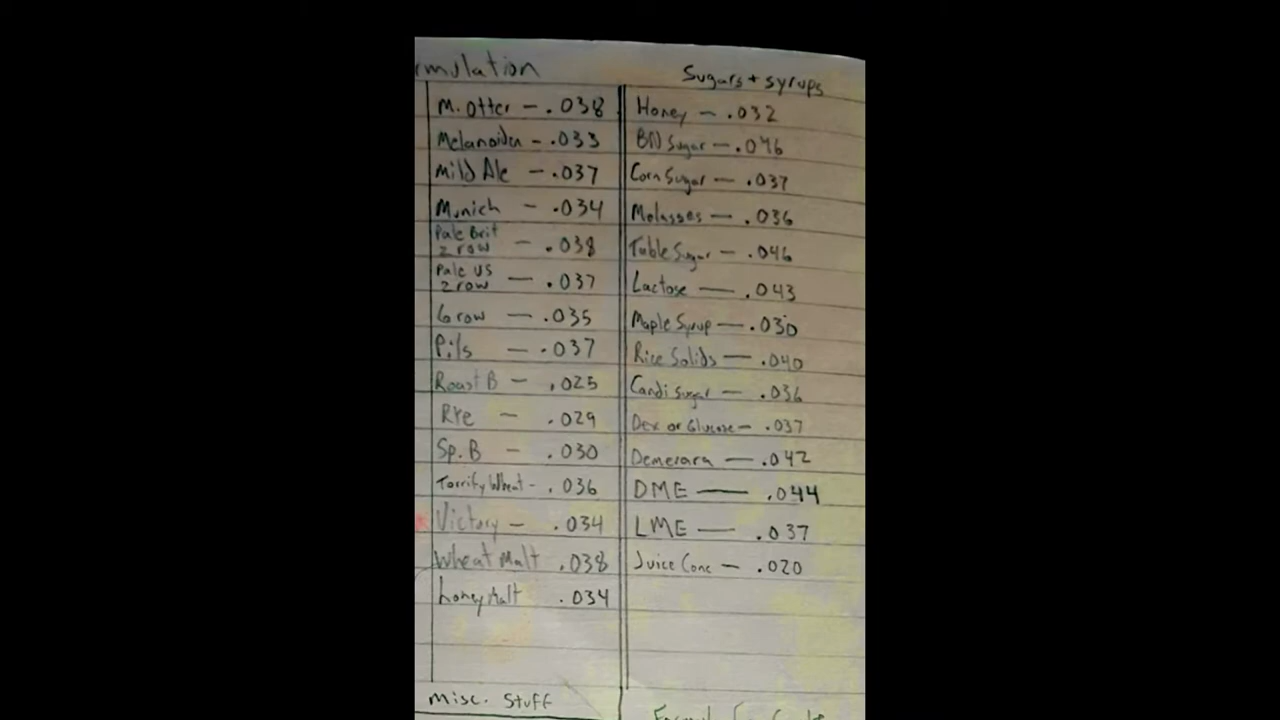 rmulation
M. Otter - .038
Melanoiden - .033
Mild Ale - .037
Munich - .034
Pale Brit
2 row - .038
Pale US
2 row - .037
6 row - .035
Pils - .037
Roast B - .025
Rye - .029
Sp. B - .030
Torrify Wheat - .036
Victory - .034
Wheat Malt .038
honey Malt .034
Misc. Stuff
Sugars + syrups
Honey - .032
BN Sugar - .046
Corn Sugar - .037
Molasses - .036
Table Sugar - .046
Lactose - .043
Maple Syrup - .030
Rice Solids - .040
Candi Sugar - .036
Dex or Glucose - .037
Demerara - .042
DME - .044
LME - .037
Juice Conc - .020